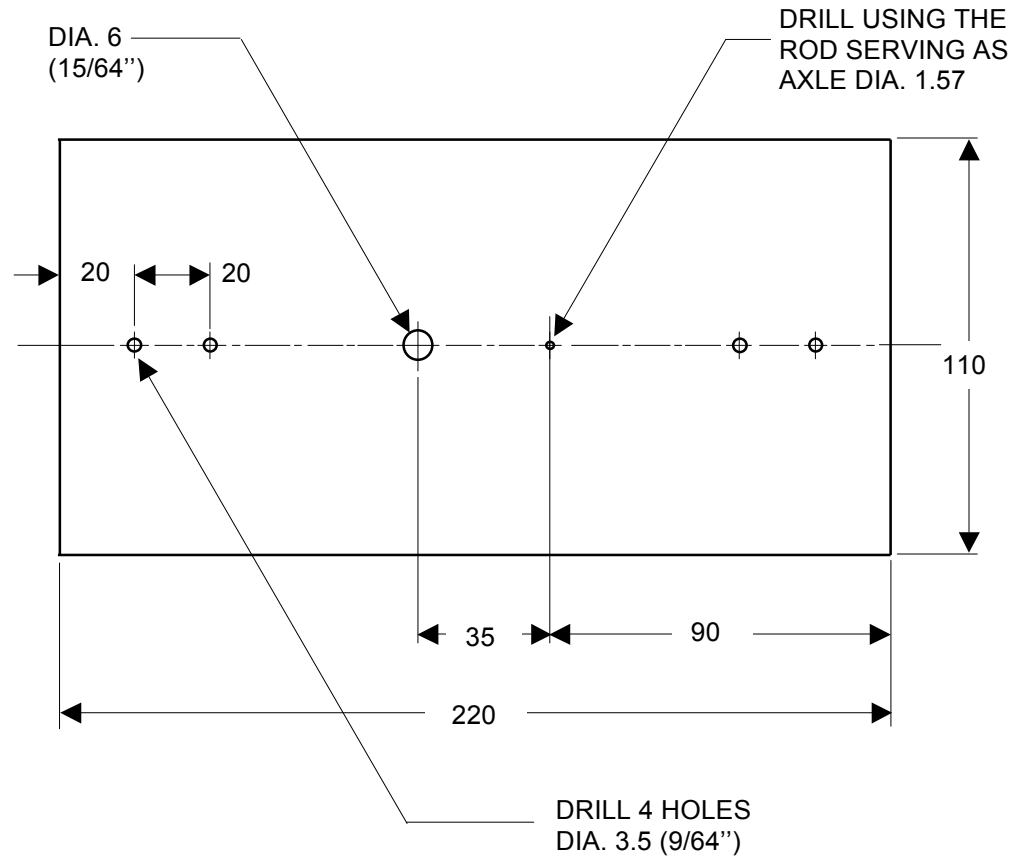 DIA. 6
(15/64’’)
DRILL USING THE
ROD SERVING AS
AXLE DIA. 1.57
20
20
110
35
90
220
DRILL 4 HOLES
DIA. 3.5 (9/64’’)